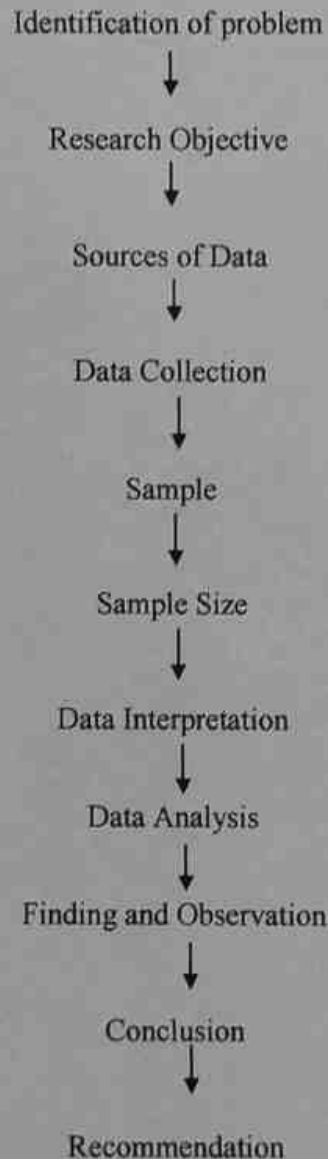 Identification of problem
Research Objective
Sources of Data
Data Collection
Sample
Sample Size
Data Interpretation
Data Analysis
Finding and Observation
Conclusion
Recommendation